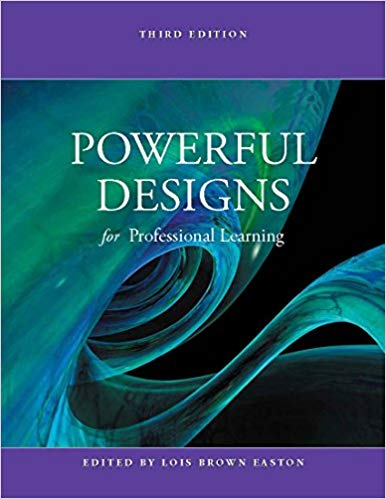 THIRD EDITION
POWERFUL
DESIGNS
for Professional Learning
EDITED BY LOIS BROWN EASTON